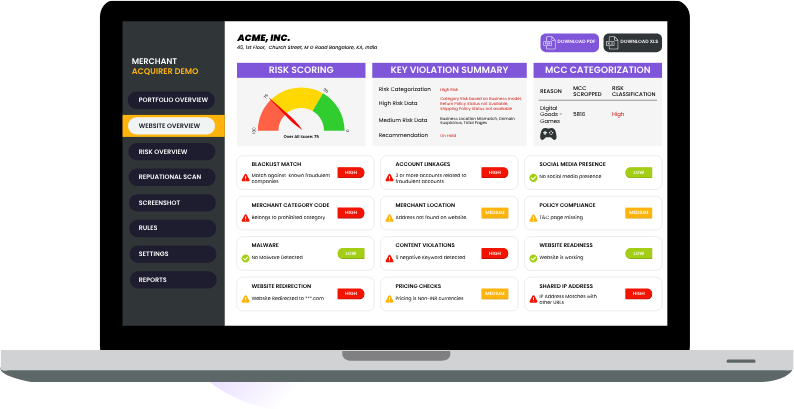 MERCHANT
ACQUIRER DEMO
PORTFOLIO OVERVIEW
WEBSITE OVERVIEW
RISK OVERVIEW
REPUATIONAL SCAN
SCREENSHOT
RULES
SETTINGS
REPORTS
ACME, INC.
45, 1st Floor, Church Street, M G Road Bangalore, KA, India
DOWNLOAD PDF
DOWNLOAD XLS
RISK SCORING
75
50
100
0
Over All Score: 75
KEY VIOLATION SUMMARY
Risk Categorization
High Risk
High Risk Data
Category Risk based on Business model,
Return Policy status not available,
Shipping Policy status not available
Medium Risk Data
Business Location Mismatch, Domain
Suspicious, Total Pages
Recommendation
On Hold
MCC CATEGORIZATION
REASON
MCC
SCROPPED
RISK
CLASSIFICATION
Digital
Goods -
Games
5816
High
BLACKLIST MATCH
Match against known fraudulent
companies
HIGH
ACCOUNT LINKAGES
3 or more accounts related to
fraudulent accounts
HIGH
SOCIAL MEDIA PRESENCE
No social media presence
LOW
MERCHANT CATEGORY CODE
Belongs to prohibited category
HIGH
MERCHANT LOCATION
Address not found on website
MEDIUM
POLICY COMPLIANCE
T&C page missing
MEDIUM
MALWARE
No Malware Detected
LOW
CONTENT VIOLATIONS
5 negative Keyword detected
HIGH
WEBSITE READINESS
Website is working
LOW
WEBSITE REDIRECTION
Website Redirected to ***.com
HIGH
PRICING CHECKS
Pricing is Non-INR currencies
MEDIUM
SHARED IP ADDRESS
IP Address Matches with
other URLs
HIGH